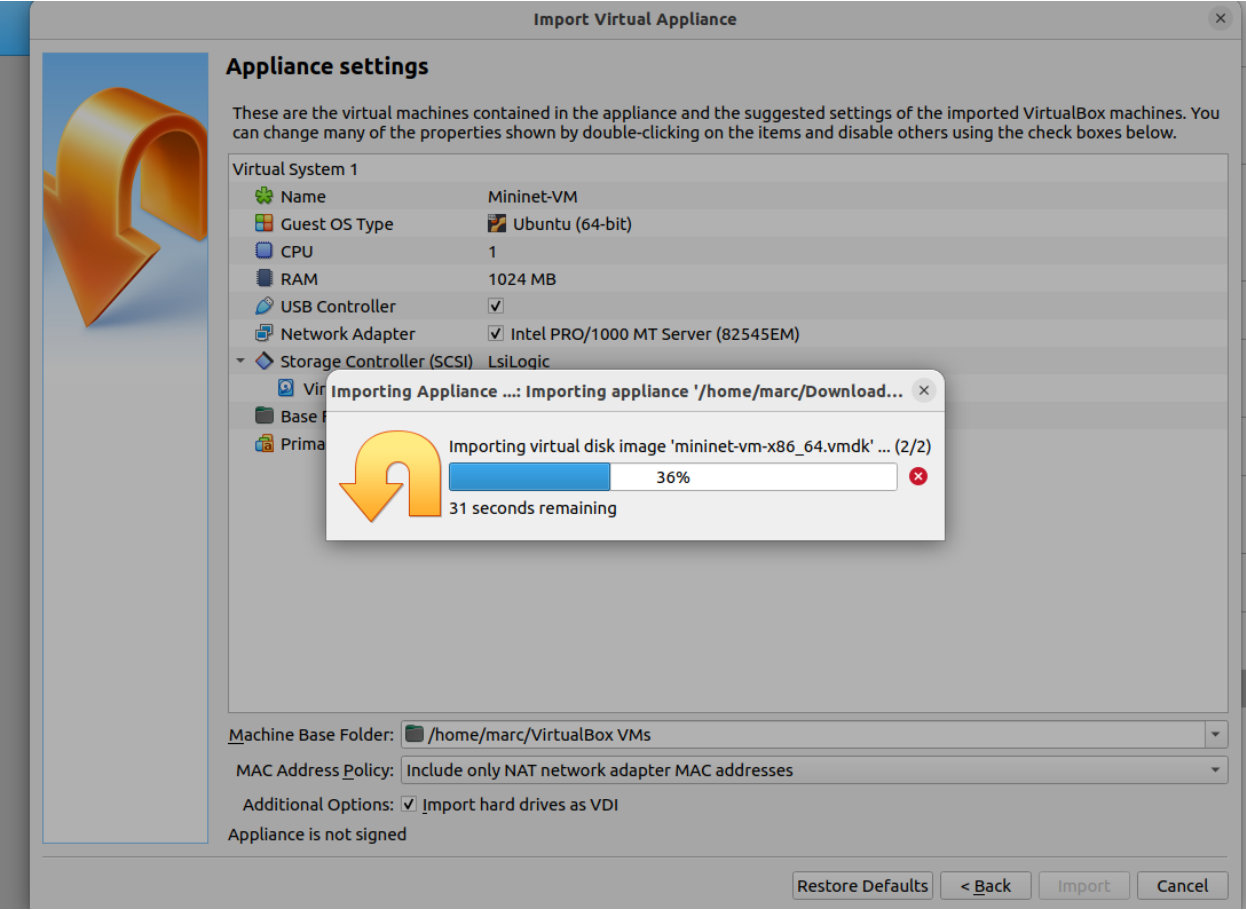 Import Virtual Appliance
Appliance settings
These are the virtual machines contained in the appliance and the suggested settings of the imported VirtualBox machines. You
can change many of the properties shown by double-clicking on the items and disable others using the check boxes below.
Virtual System 1
Name Mininet-VM
Guest OS Type Ubuntu (64-bit)
CPU 1
RAM 1024 MB
USB Controller
Network Adapter Intel PRO/1000 MT Server (82545EM)
Storage Controller (SCSI) LsiLogic
Vir
Base F
Prima
Importing Appliance ...: Importing appliance '/home/marc/Download...
Importing virtual disk image 'mininet-vm-x86_64.vmdk' ... (2/2)
36%
31 seconds remaining
Machine Base Folder: /home/marc/VirtualBox VMs
MAC Address Policy: Include only NAT network adapter MAC addresses
Additional Options: Import hard drives as VDI
Appliance is not signed
Restore Defaults < Back Import Cancel